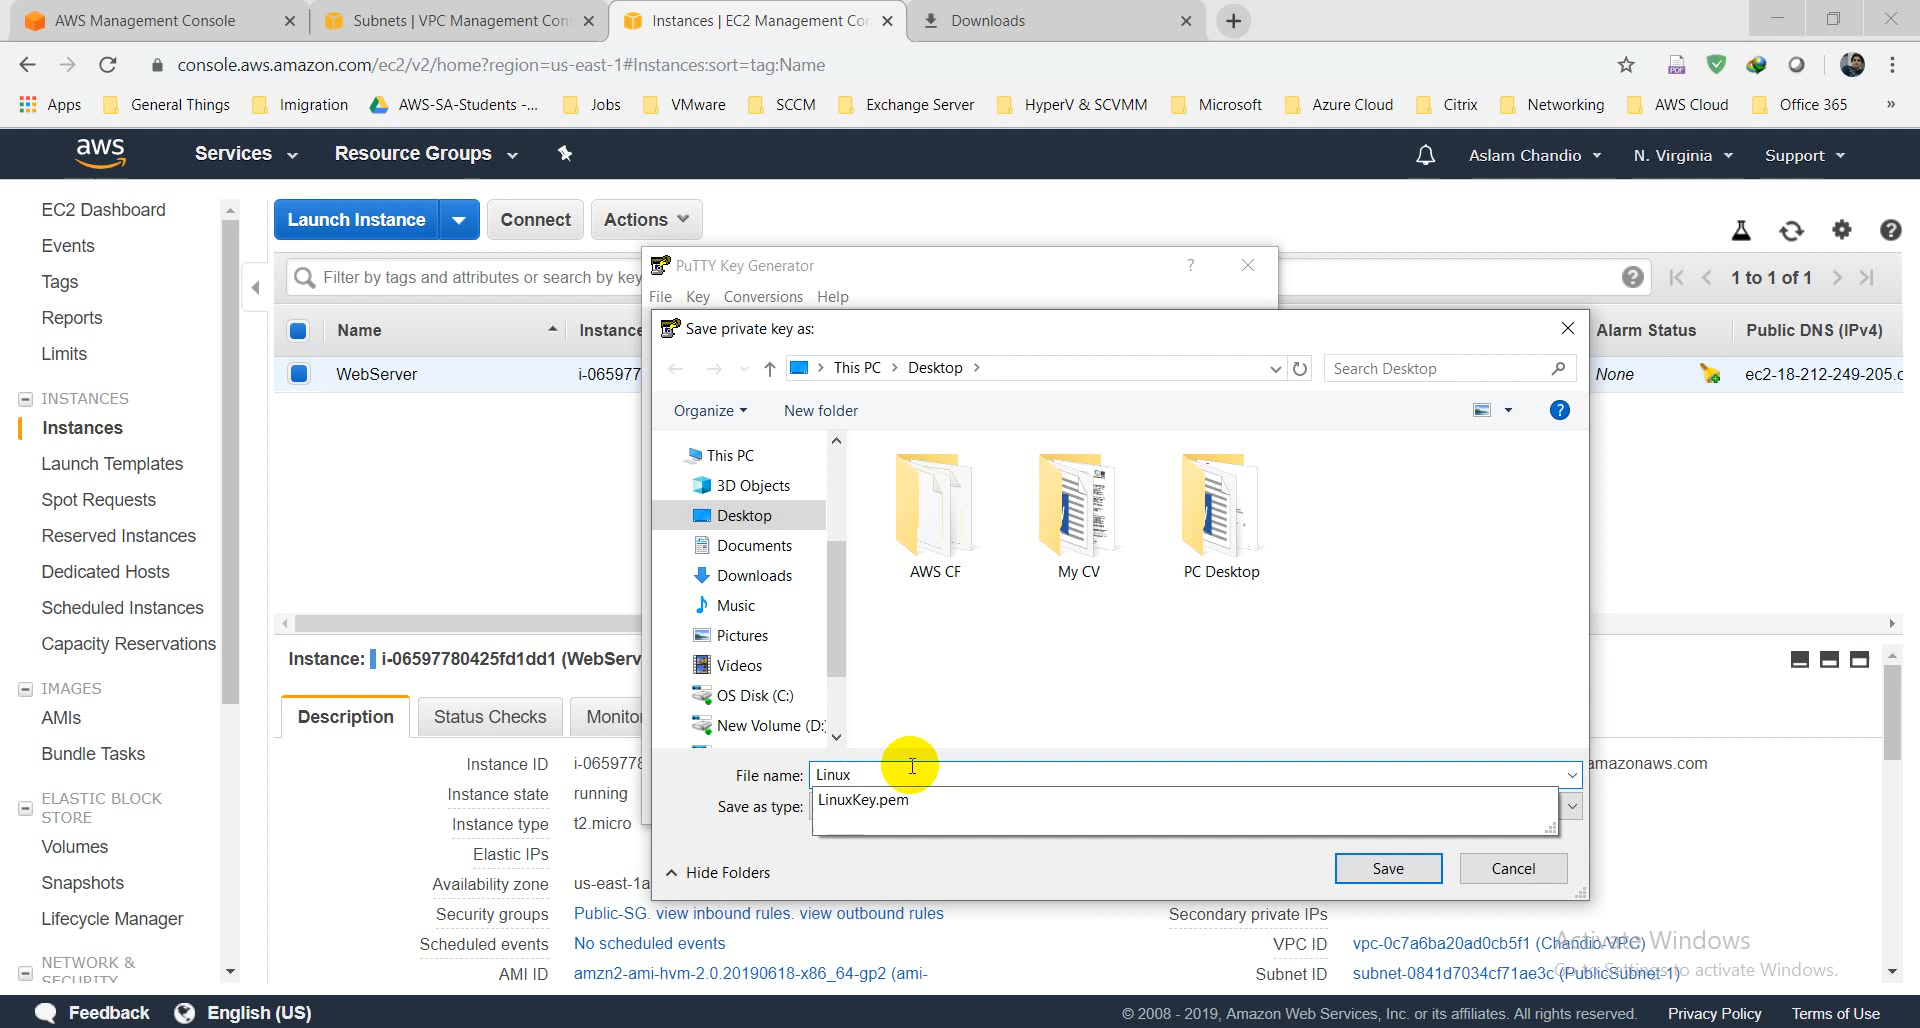 AWS Management Console
Subnets | VPC Management Con
Instances | EC2 Management Co
Downloads
console.aws.amazon.com/ec2/v2/home?region=us-east-1#Instances:sort=tag:Name
Apps
General Things
Imigration
AWS-SA-Students -...
Jobs
VMware
SCCM
Exchange Server
HyperV & SCVMM
Microsoft
Azure Cloud
Citrix
Networking
AWS Cloud
Office 365
»
aws
Services
Resource Groups
Aslam Chandio
N. Virginia
Support
EC2 Dashboard
Events
Tags
Reports
Limits
INSTANCES
Instances
Launch Templates
Spot Requests
Reserved Instances
Dedicated Hosts
Scheduled Instances
Capacity Reservations
IMAGES
AMIs
Bundle Tasks
ELASTIC BLOCK
STORE
Volumes
Snapshots
Lifecycle Manager
NETWORK &
SECURITY
Launch Instance
Connect
Actions
Filter by tags and attributes or search by key
1 to 1 of 1
Name
Instance
Alarm Status
Public DNS (IPv4)
WebServer
i-065977
None
ec2-18-212-249-205.c
PuTTY Key Generator
?
File Key Conversions Help
Save private key as:
This PC > Desktop >
Search Desktop
Organize
New folder
This PC
3D Objects
Desktop
Documents
Downloads
Music
Pictures
Videos
OS Disk (C:)
New Volume (D:
AWS CF
My CV
PC Desktop
File name: Linux
LinuxKey.pem
Save as type:
Hide Folders
Save
Cancel
Instance: i-06597780425fd1dd1 (WebServ
Description
Status Checks
Monitor
Instance ID i-0659778
amazonaws.com
Instance state running
Instance type t2.micro
Elastic IPs
Availability zone us-east-1a
Security groups Public-SG. view inbound rules. view outbound rules
Secondary private IPs
Scheduled events No scheduled events
VPC ID vpc-0c7a6ba20ad0cb5f1 (Chandio-VPC)
AMI ID amzn2-ami-hvm-2.0.20190618-x86_64-gp2 (ami-
Subnet ID subnet-0841d7034cf71ae3c (PublicSubnet-1)
Activate Windows
Go to Settings to activate Windows.
Feedback
English (US)
© 2008 - 2019, Amazon Web Services, Inc. or its affiliates. All rights reserved.
Privacy Policy
Terms of Use